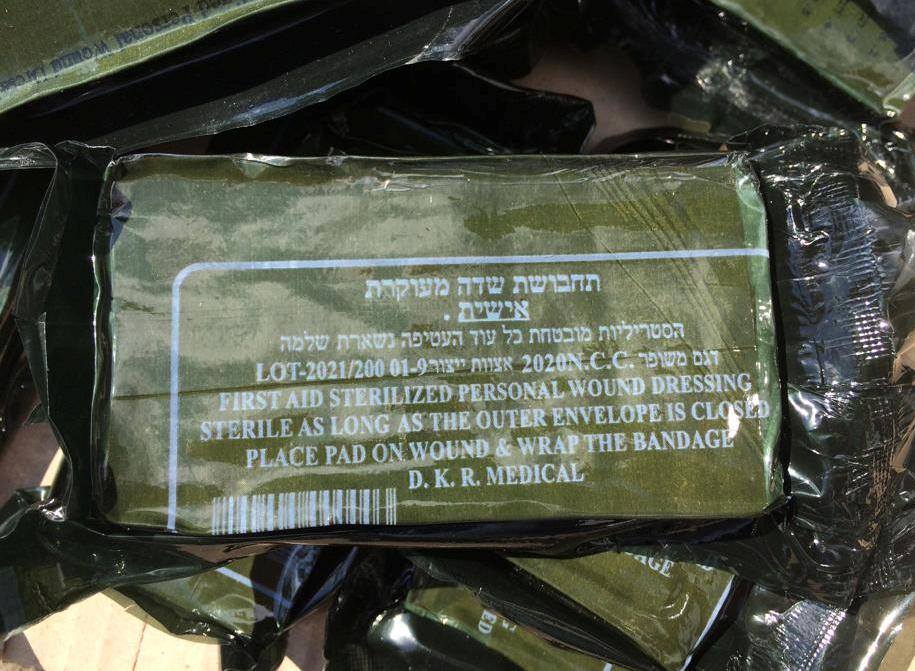 תחבושת שדה מעוקרת
אישית .
הסטריליות מובטחת כל עוד העטיפה נשארת שלמה
דגם משופר 2020N.C.C. אצוות ייצור LOT-2021/200 01-9
FIRST AID STERILIZED PERSONAL WOUND DRESSING
STERILE AS LONG AS THE OUTER ENVELOPE IS CLOSED
PLACE PAD ON WOUND & WRAP THE BANDAGE
D. K. R. MEDICAL